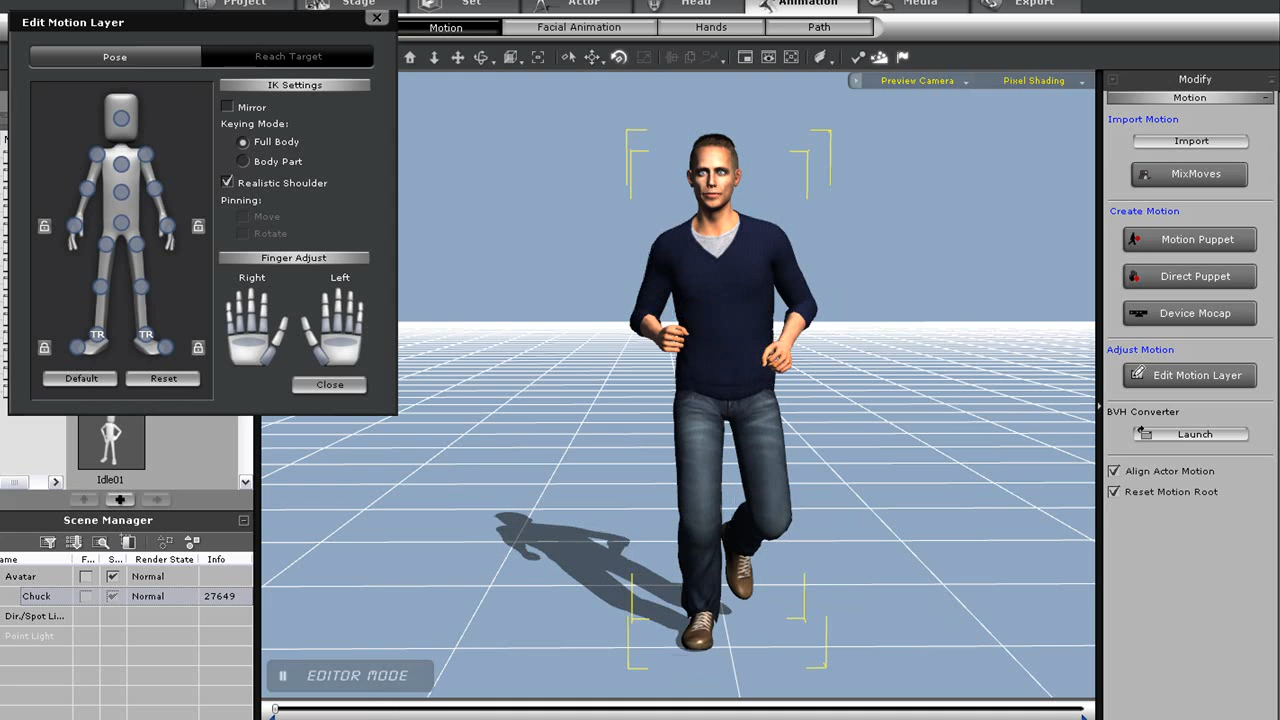 Project
Stage
Set
Actor
Head
Animation
Media
Export
Edit Motion Layer
Motion
Facial Animation
Hands
Path
Pose
Reach Target
IK Settings
Mirror
Keying Mode:
Full Body
Body Part
Realistic Shoulder
Pinning:
Move
Rotate
Finger Adjust
Right
Left
TR
TR
Default
Reset
Close
Preview Camera
Pixel Shading
Modify
Motion
Import Motion
Import
MixMoves
Create Motion
Motion Puppet
Direct Puppet
Device Mocap
Adjust Motion
Edit Motion Layer
BVH Converter
Launch
Align Actor Motion
Reset Motion Root
Idle01
Scene Manager
ame
F...
S...
Render State
Info
Avatar
Normal
Chuck
Normal
27649
Dir./Spot Li...
Point Light
EDITOR MODE